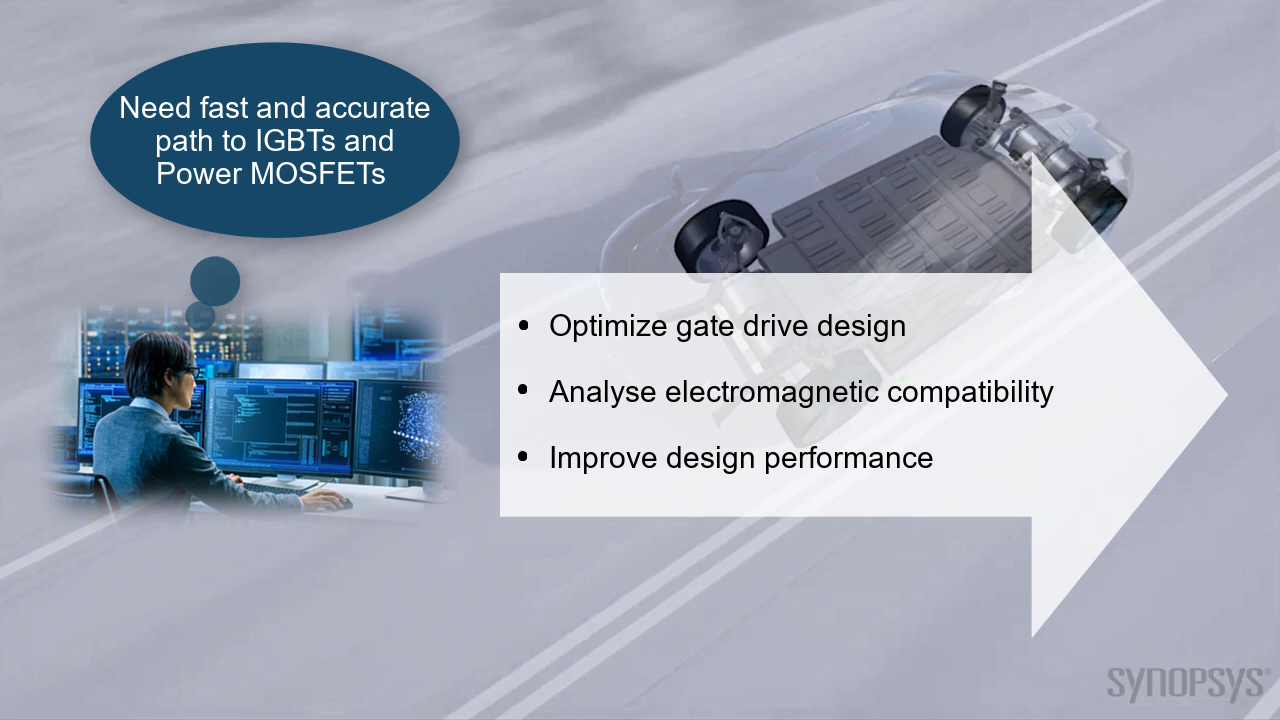 Need fast and accurate
path to IGBTs and
Power MOSFETs
• Optimize gate drive design
• Analyse electromagnetic compatibility
• Improve design performance
SYNOPSYS®